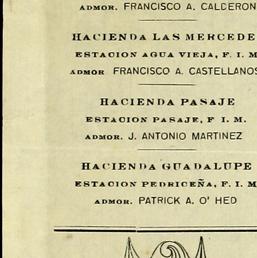 ADMOR. FRANCISCO A. CALDERON
HACIENDA LAS MERCEDE
ESTACION AGUA VIEJA, F. I. M.
ADMOR FRANCISCO A. CASTELLANOS
HACIENDA PASAJE
ESTACION PASAJE, F I. M.
ADMOR. J. ANTONIO MARTINEZ
HACIENDA GUADALUPE
ESTACION PEDRICEÑA, F. I. M
ADMOR. PATRICK A. O' HED